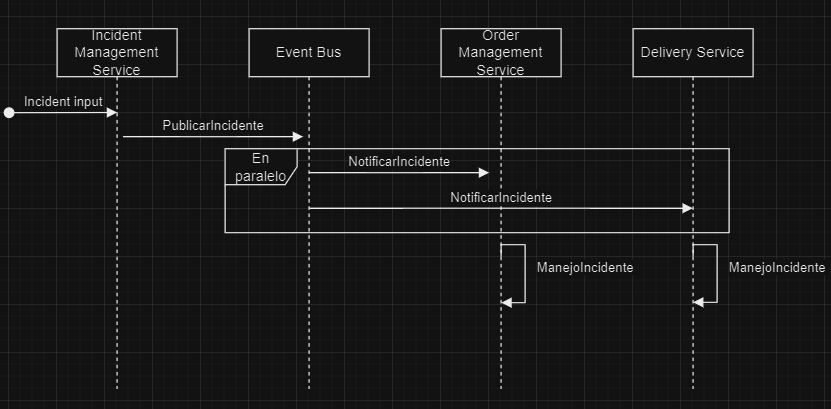 Incident
Management
Service
Event Bus
Order
Management
Service
Delivery Service
Incident input
PublicarIncidente
En
paralelo
NotificarIncidente
NotificarIncidente
ManejoIncidente
ManejoIncidente